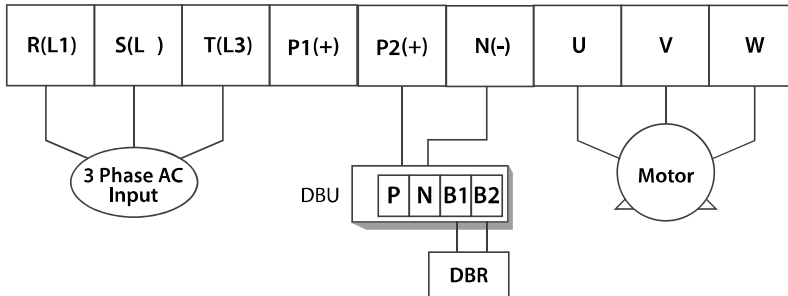 R(L1) S(L ) T(L3) P1(+) P2(+) N(-) U V W
3 Phase AC
Input
DBU
P N B1 B2
Motor
DBR